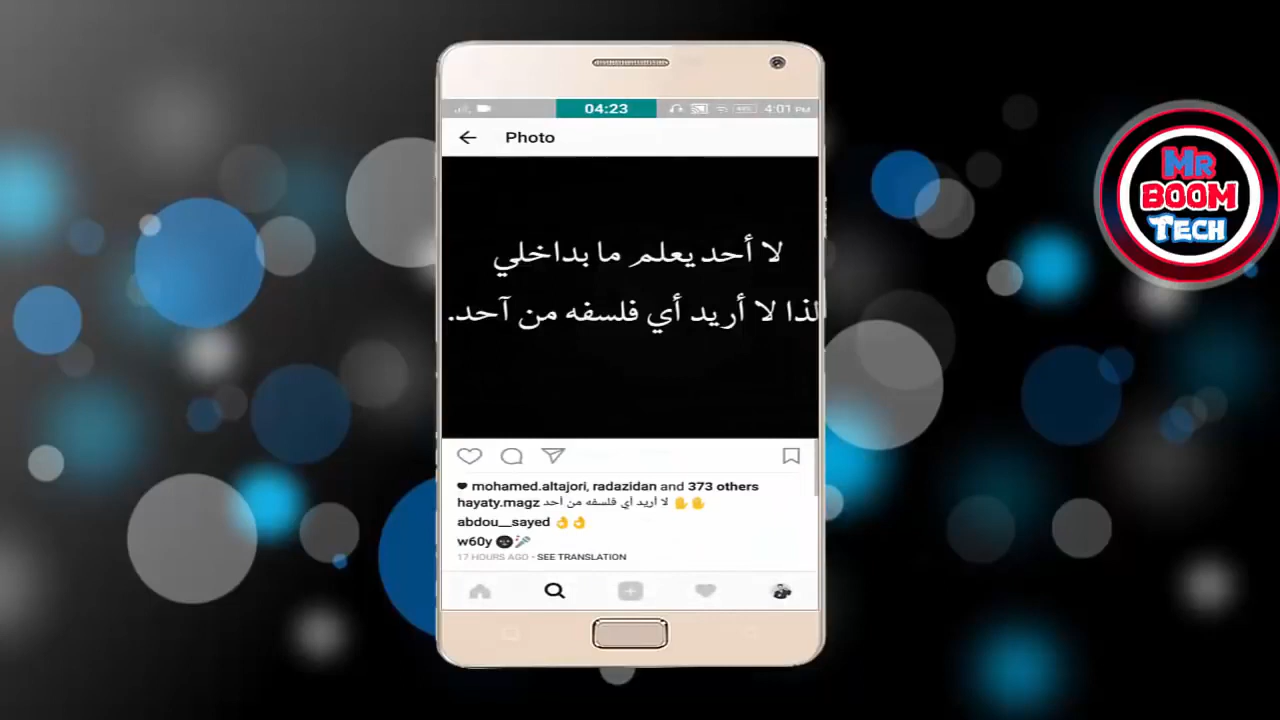 04:23
4:01 PM
Photo
لا أحد يعلم ما بداخلي
لذا لا أريد أي فلسفه من آحد.
mohamed.altajori, radazidan and 373 others
hayaty.magz لا أريد أي فلسفه من أحد ✋✋
abdou__sayed 👌👌
w60y 🌚🎤
17 HOURS AGO · SEE TRANSLATION
MR
BOOM
TECH